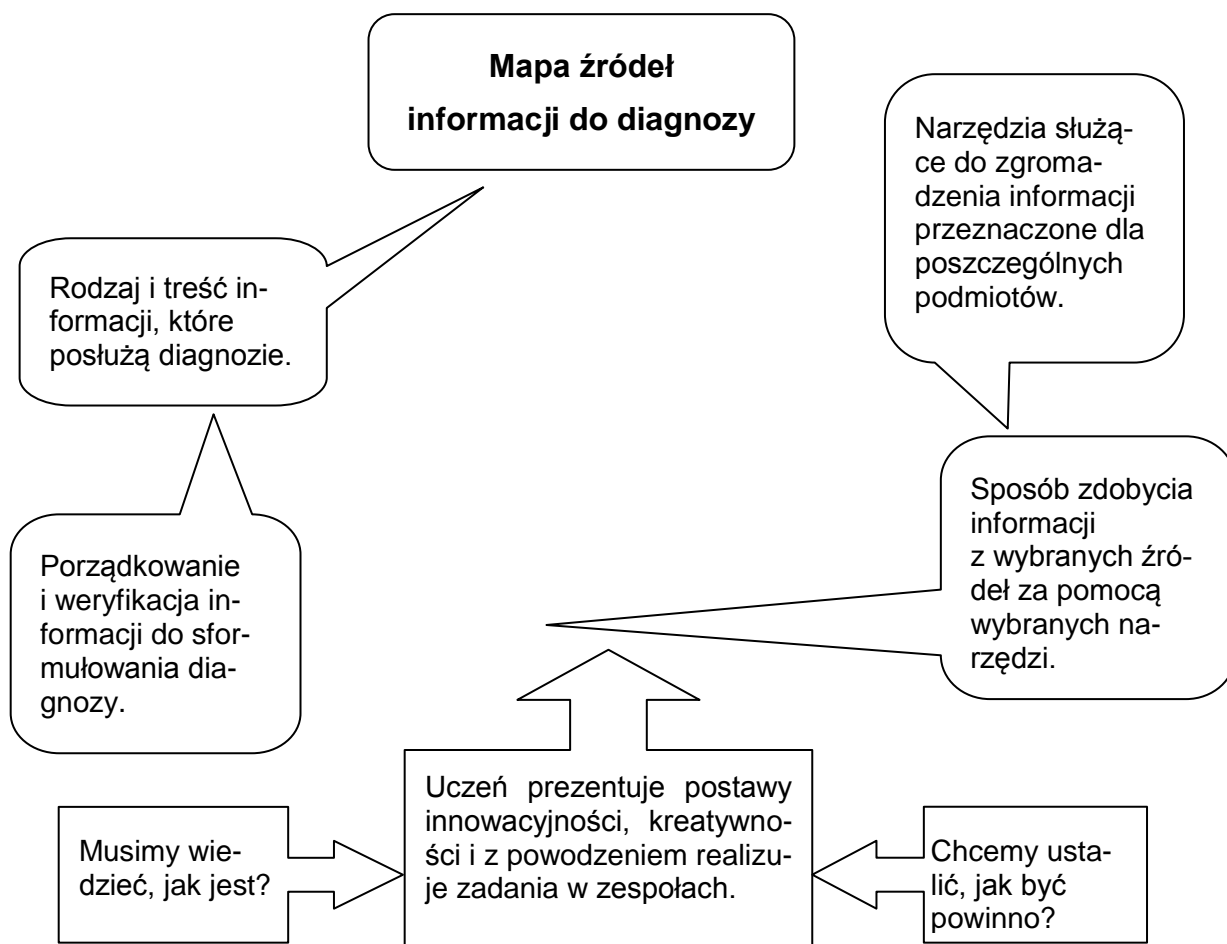 Mapa źródeł
informacji do diagnozy
Narzędzia służą-
ce do zgroma-
dzenia informacji
przeznaczone dla
poszczególnych
podmiotów.
Rodzaj i treść in-
formacji, które
posłużą diagnozie.
Sposób zdobycia
informacji
z wybranych źró-
deł za pomocą
wybranych na-
rzędzi.
Porządkowanie
i weryfikacja in-
formacji do sfor-
mułowania dia-
gnozy.
Uczeń prezentuje postawy
innowacyjności, kreatywno-
ści i z powodzeniem realizu-
je zadania w zespołach.
Musimy wie-
dzieć, jak jest?
Chcemy usta-
lić, jak być
powinno?